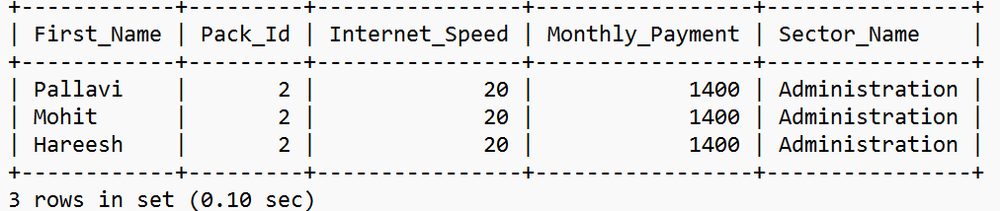 +------------+---------+----------------+-----------------+----------------+
| First_Name | Pack_Id | Internet_Speed | Monthly_Payment | Sector_Name    |
+------------+---------+----------------+-----------------+----------------+
| Pallavi    |       2 |             20 |            1400 | Administration |
| Mohit      |       2 |             20 |            1400 | Administration |
| Hareesh    |       2 |             20 |            1400 | Administration |
+------------+---------+----------------+-----------------+----------------+
3 rows in set (0.10 sec)